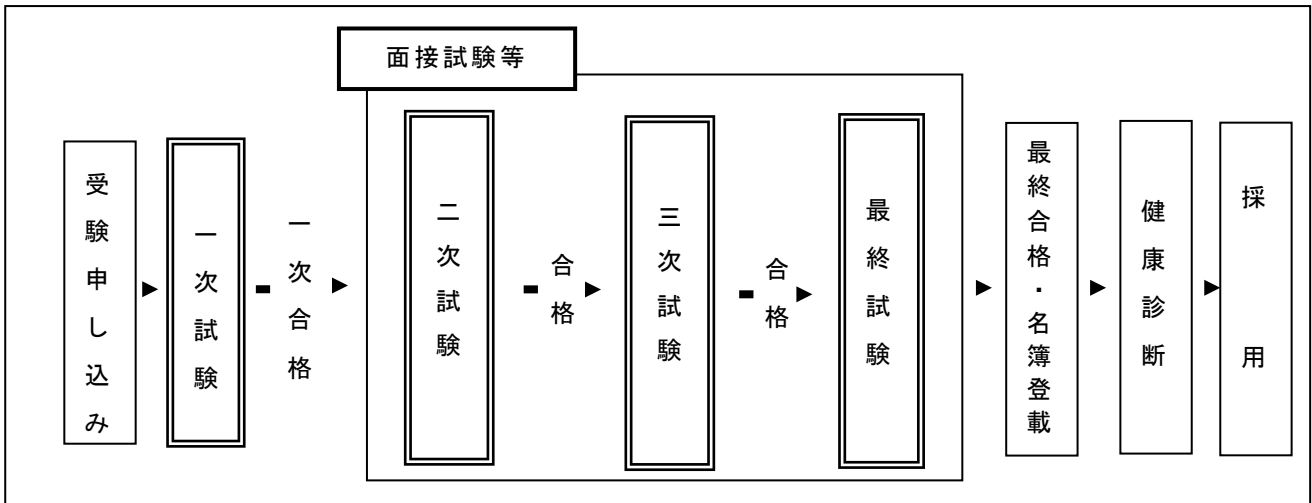 面接試験等
受験申し込み
一次試験
一次合格
二次試験
合格
三次試験
合格
最終試験
最終合格・名簿登載
健康診断
採用